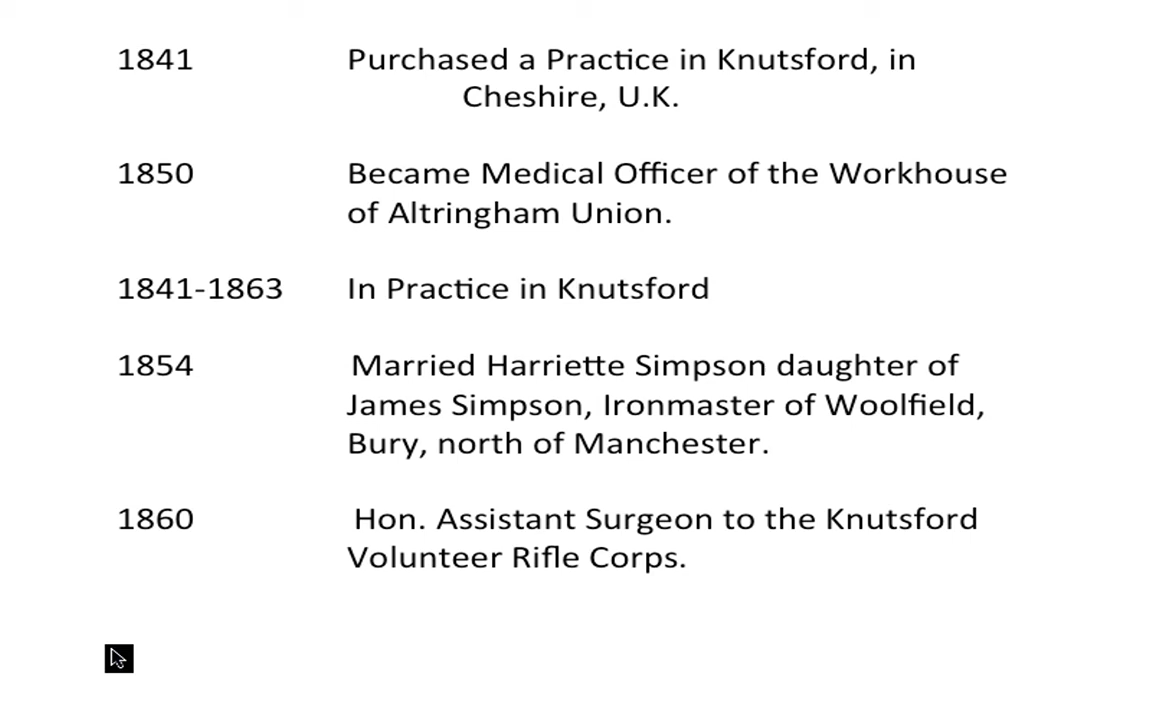 1841 Purchased a Practice in Knutsford, in
Cheshire, U.K.
1850 Became Medical Officer of the Workhouse
of Altringham Union.
1841-1863 In Practice in Knutsford
1854 Married Harriette Simpson daughter of
James Simpson, Ironmaster of Woolfield,
Bury, north of Manchester.
1860 Hon. Assistant Surgeon to the Knutsford
Volunteer Rifle Corps.